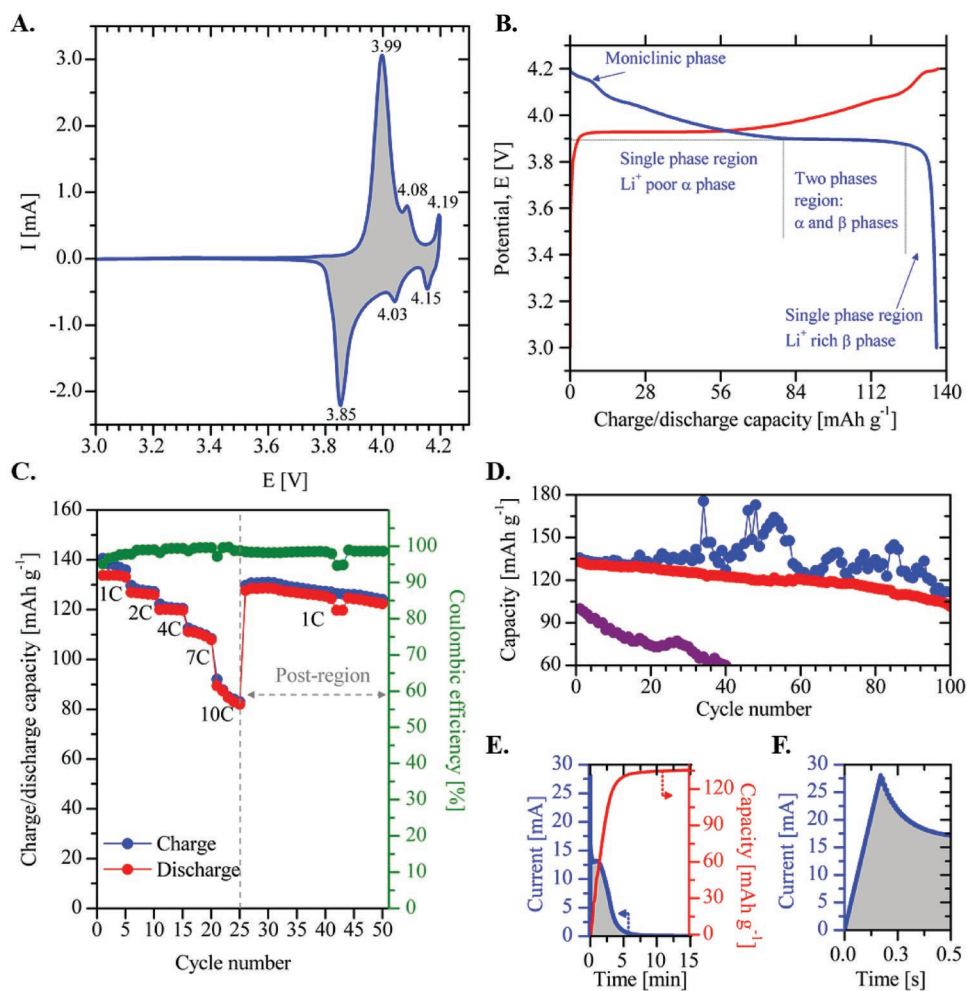 A.
3.99
4.08
4.19
4.03
4.15
3.85
3.0
2.0
1.0
0.0
-1.0
-2.0
I [mA]
3.0 3.2 3.4 3.6 3.8 4.0 4.2
E [V]
B.
Moniclinic phase
Single phase region
Li⁺ poor α phase
Two phases
region:
α and β phases
Single phase region
Li⁺ rich β phase
4.2
4.0
3.8
3.6
3.4
3.2
3.0
Potential, E [V]
0 28 56 84 112 140
Charge/discharge capacity [mAh g⁻¹]
C.
160
140
120
100
80
60
40
20
0
Charge/discharge capacity [mAh g⁻¹]
1C
2C
4C
7C
10C
1C
Post-region
Charge
Discharge
100
90
80
70
60
50
40
30
20
10
0
Coulombic efficiency [%]
0 5 10 15 20 25 30 35 40 45 50
Cycle number
D.
180
150
120
90
60
Capacity [mAh g⁻¹]
0 20 40 60 80 100
Cycle number
E.
30
25
20
15
10
5
0
Current [mA]
120
90
60
30
0
Capacity [mAh g⁻¹]
0 5 10 15
Time [min]
F.
30
25
20
15
10
5
0
Current [mA]
0.0 0.3 0.5
Time [s]